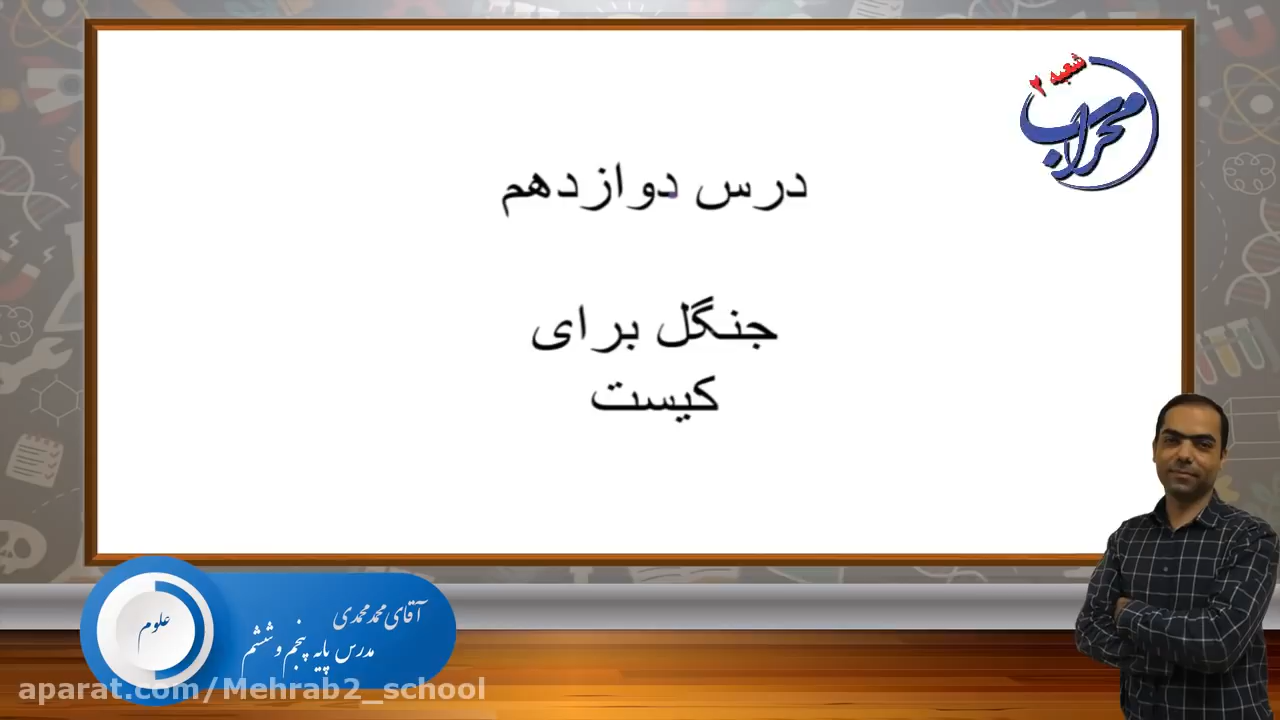 شعبه ۲
محراب
درس دوازدهم
جنگل برای
کیست
آقای محمد محمدی
مدرس پایه پنجم و ششم
علوم
aparat.com/Mehrab2_school